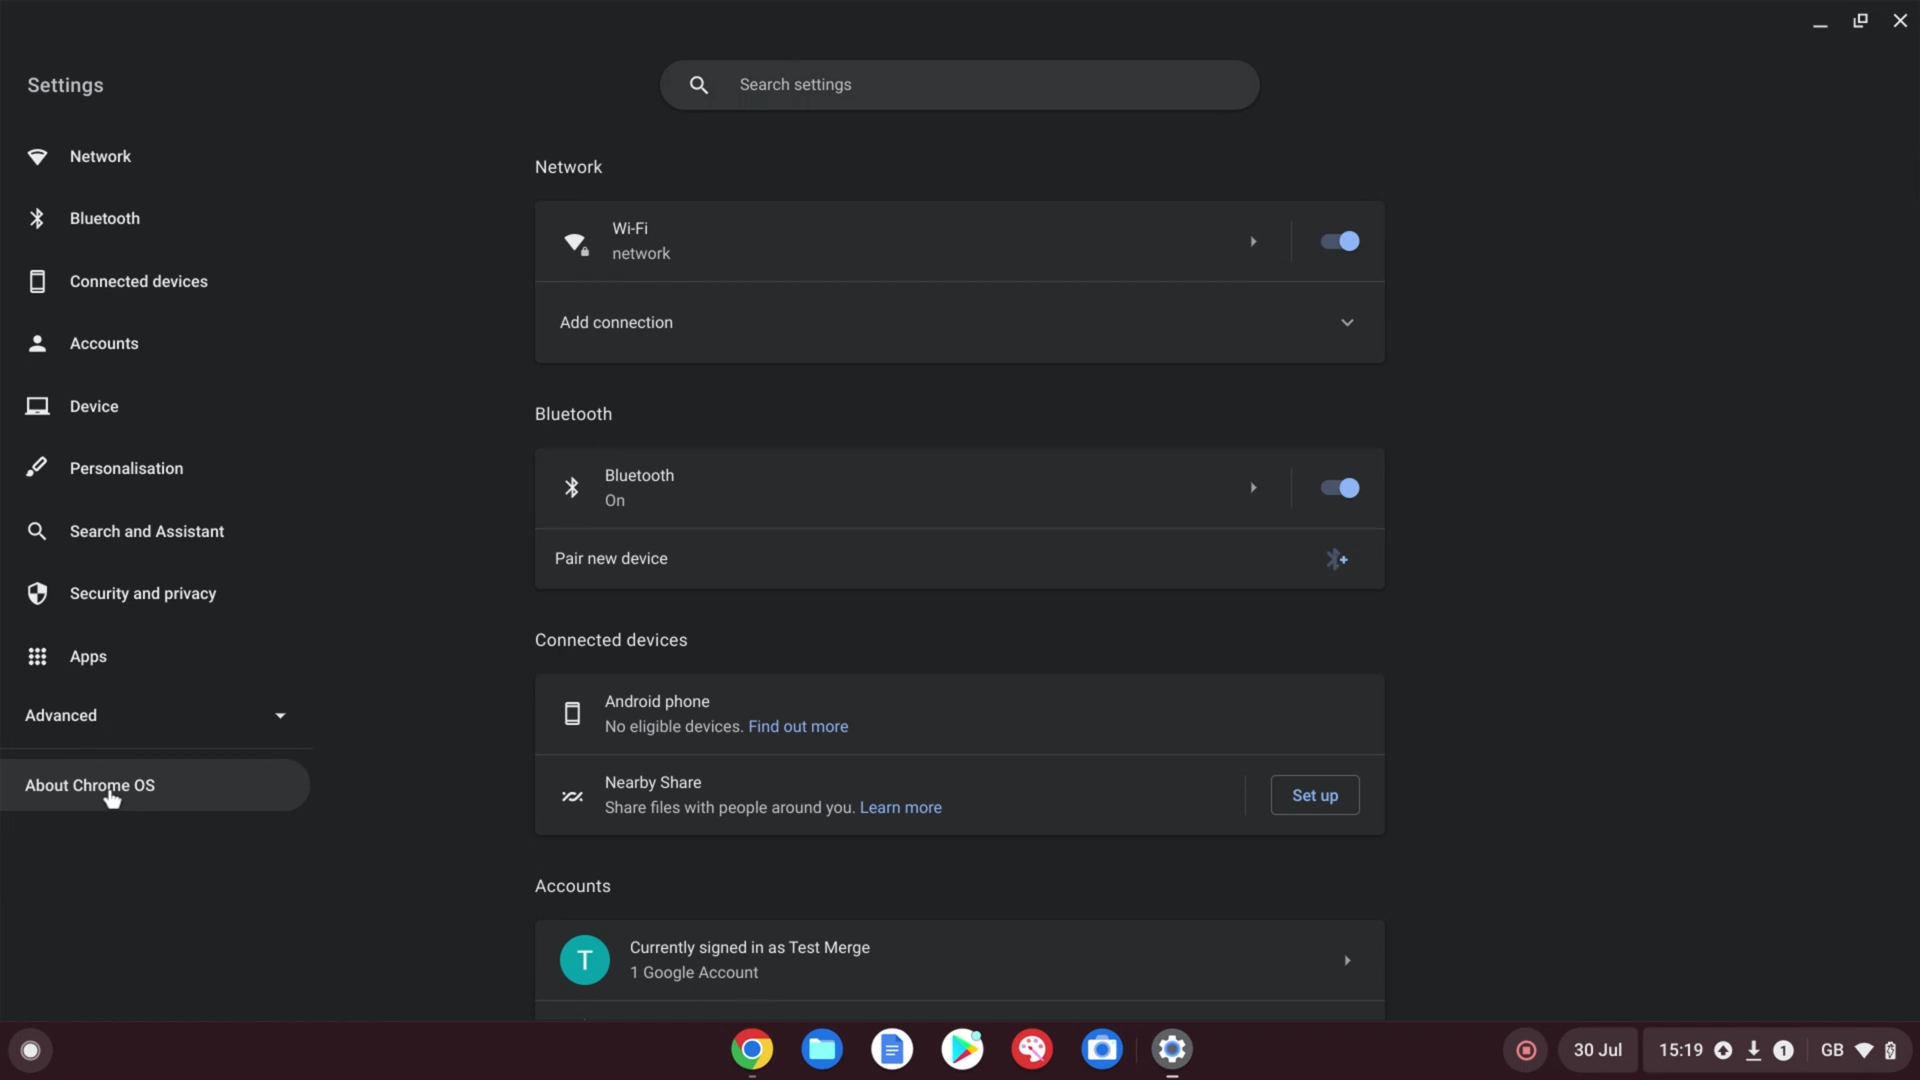 Settings
Search settings
Network
Bluetooth
Connected devices
Accounts
Device
Personalisation
Search and Assistant
Security and privacy
Apps
Advanced
About Chrome OS
Network
Wi-Fi
network
Add connection
Bluetooth
Bluetooth
On
Pair new device
Connected devices
Android phone
No eligible devices. Find out more
Nearby Share
Share files with people around you. Learn more
Set up
Accounts
T
Currently signed in as Test Merge
1 Google Account
30 Jul
15:19
1
GB